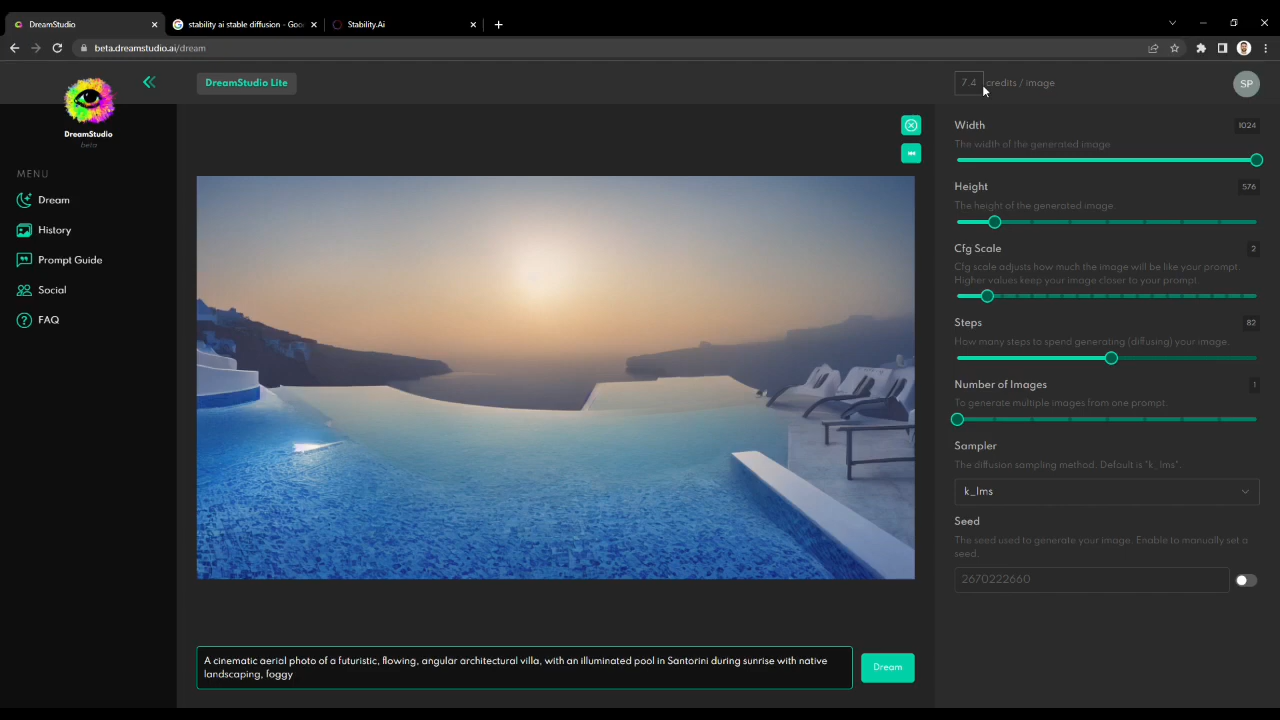 DreamStudio
stability ai stable diffusion - Goo
Stability.Ai
beta.dreamstudio.ai/dream
DreamStudio
beta
MENU
Dream
History
Prompt Guide
Social
FAQ
DreamStudio Lite
A cinematic aerial photo of a futuristic, flowing, angular architectural villa, with an illuminated pool in Santorini during sunrise with native
landscaping, foggy
Dream
7.4 credits / image
SP
Width 1024
The width of the generated image
Height 576
The height of the generated image.
Cfg Scale 2
Cfg scale adjusts how much the image will be like your prompt.
Higher values keep your image closer to your prompt.
Steps 82
How many steps to spend generating (diffusing) your image.
Number of Images 1
To generate multiple images from one prompt.
Sampler
The diffusion sampling method. Default is "k_lms".
k_lms
Seed
The seed used to generate your image. Enable to manually set a
seed.
2670222660